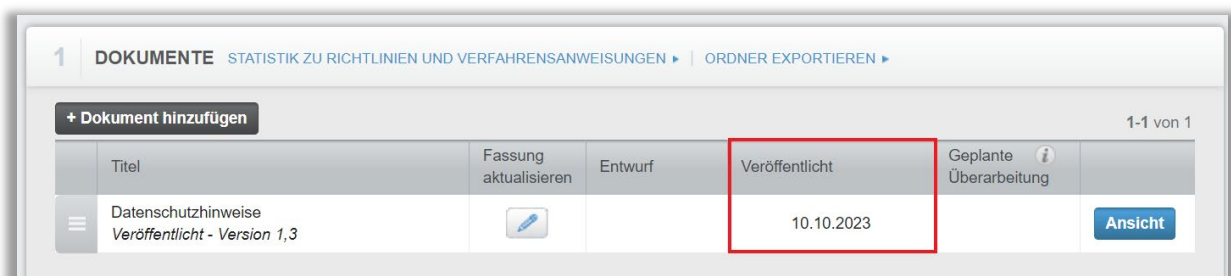 1 DOKUMENTE STATISTIK ZU RICHTLINIEN UND VERFAHRENSANWEISUNGEN ▸ | ORDNER EXPORTIEREN ▸
+ Dokument hinzufügen 1-1 von 1
Titel Fassung aktualisieren Entwurf Veröffentlicht Geplante i Überarbeitung
Datenschutzhinweise
Veröffentlicht - Version 1,3 10.10.2023 Ansicht